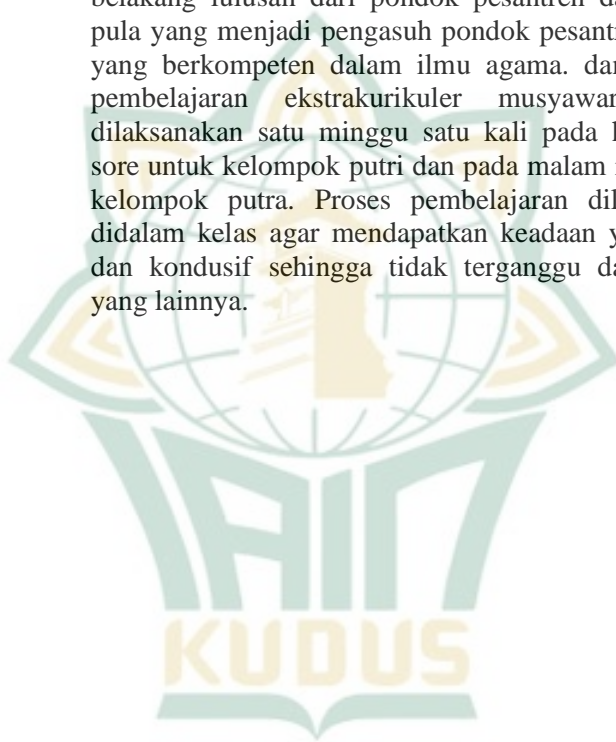 belakang lulusan dari pondok pesantren
pula yang menjadi pengasuh pondok
yang berkompeten dalam ilmu agama.
pembelajaran ekstrakurikuler
dilaksanakan satu minggu satu kali pada
sore untuk kelompok putri dan pada malam
kelompok putra. Proses pembelajaran
didalam kelas agar mendapatkan keadaan
dan kondusif sehingga tidak terganggu
yang lainnya.
IAIN
KUDUS